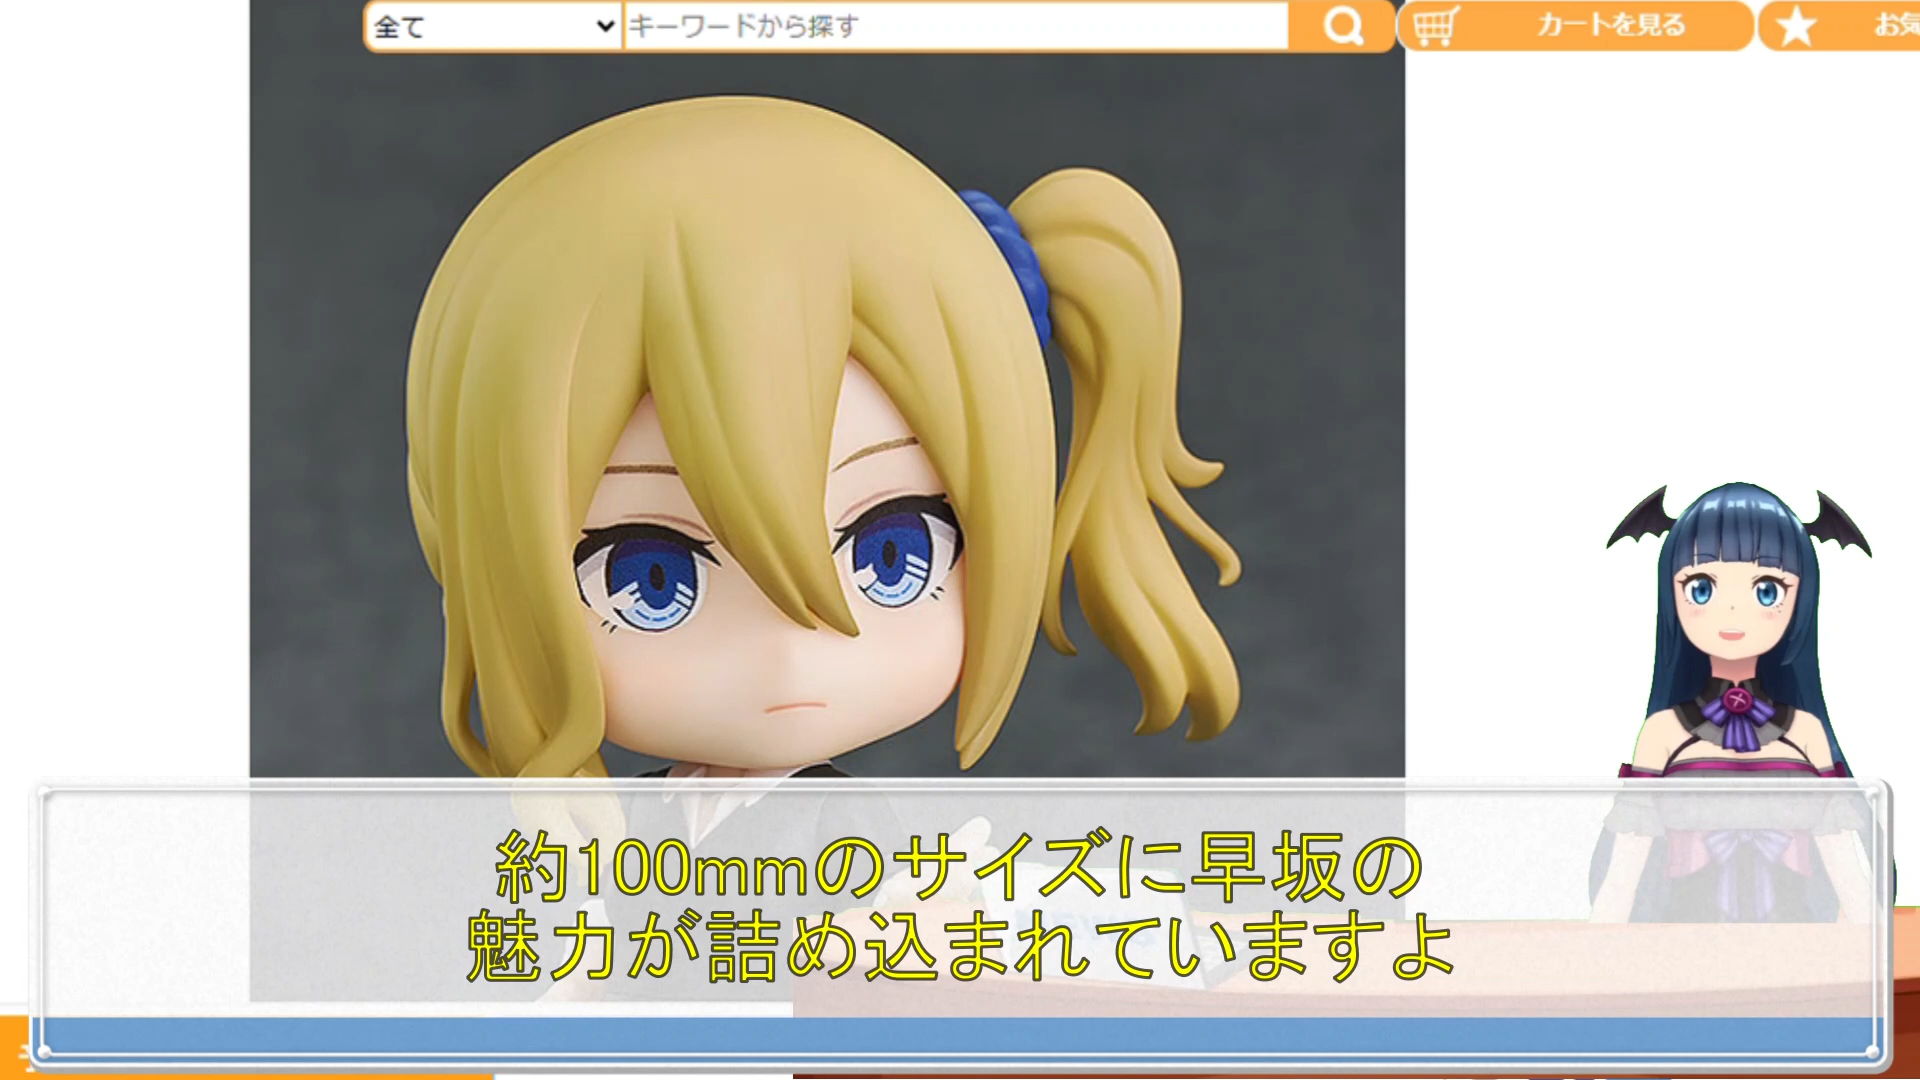 全て
キーワードから探す
カートを見る
お気
約100mmのサイズに早坂の
魅力が詰め込まれていますよ